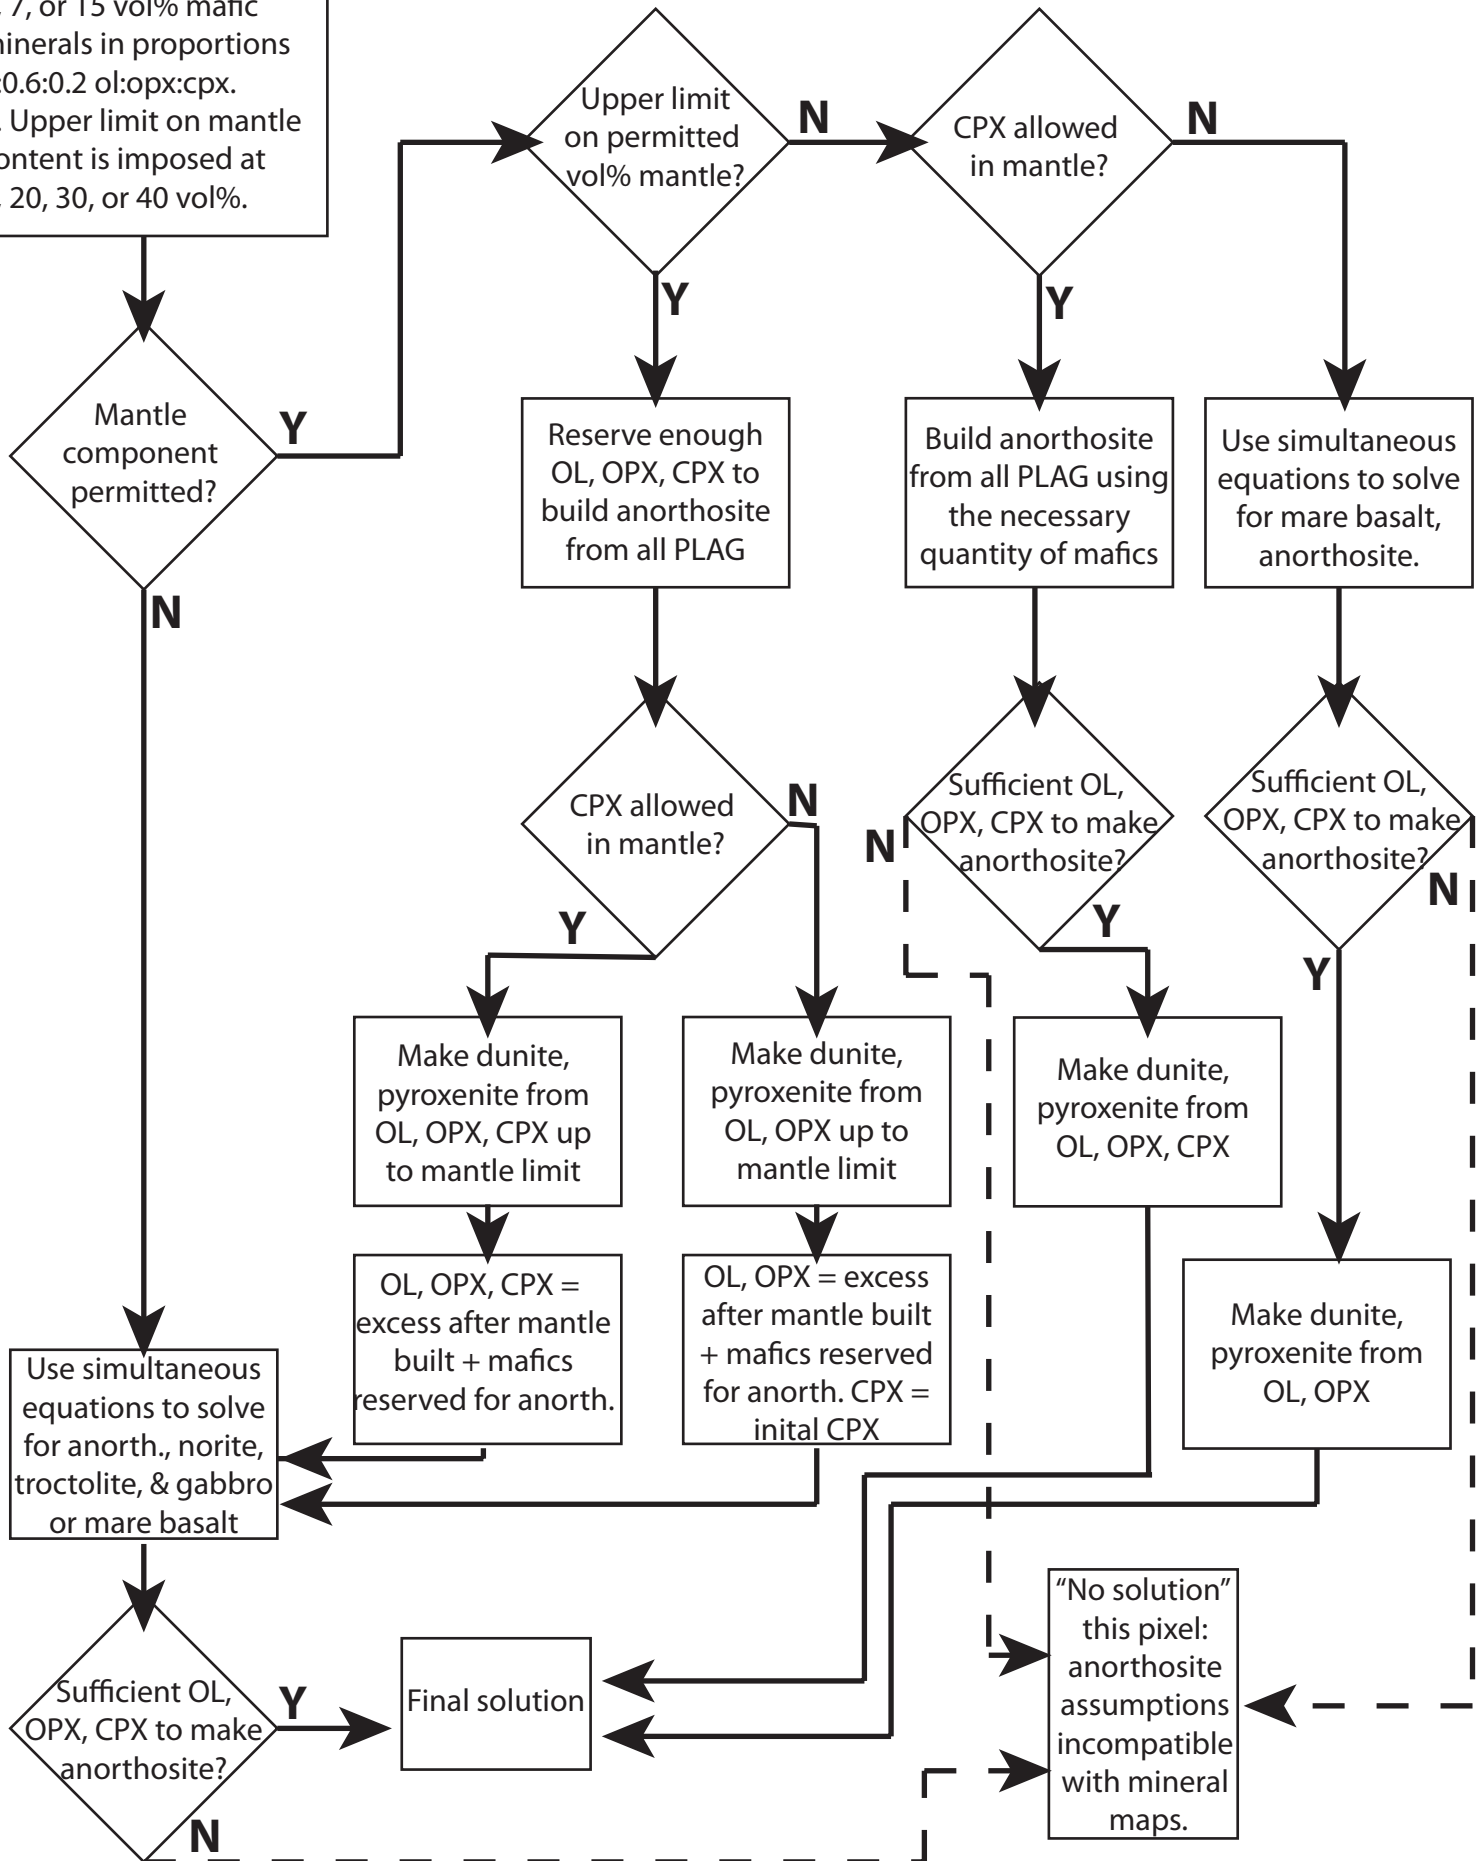 , 7, or 15 vol% mafic
minerals in proportions
:0.6:0.2 ol:opx:cpx.
. Upper limit on mantle
content is imposed at
, 20, 30, or 40 vol%.
Upper limit
on permitted
vol% mantle?
N
Y
CPX allowed
in mantle?
N
Y
Mantle
component
permitted?
Y
N
Reserve enough
OL, OPX, CPX to
build anorthosite
from all PLAG
Build anorthosite
from all PLAG using
the necessary
quantity of mafics
Use simultaneous
equations to solve
for mare basalt,
anorthosite.
CPX allowed
in mantle?
N
Y
Sufficient OL,
OPX, CPX to make
anorthosite?
N
Y
Sufficient OL,
OPX, CPX to make
anorthosite?
N
Y
Make dunite,
pyroxenite from
OL, OPX, CPX up
to mantle limit
Make dunite,
pyroxenite from
OL, OPX up to
mantle limit
Make dunite,
pyroxenite from
OL, OPX, CPX
OL, OPX, CPX =
excess after mantle
built + mafics
reserved for anorth.
OL, OPX = excess
after mantle built
+ mafics reserved
for anorth. CPX =
inital CPX
Make dunite,
pyroxenite from
OL, OPX
Use simultaneous
equations to solve
for anorth., norite,
troctolite, & gabbro
or mare basalt
Sufficient OL,
OPX, CPX to make
anorthosite?
Y
N
Final solution
“No solution”
this pixel:
anorthosite
assumptions
incompatible
with mineral
maps.